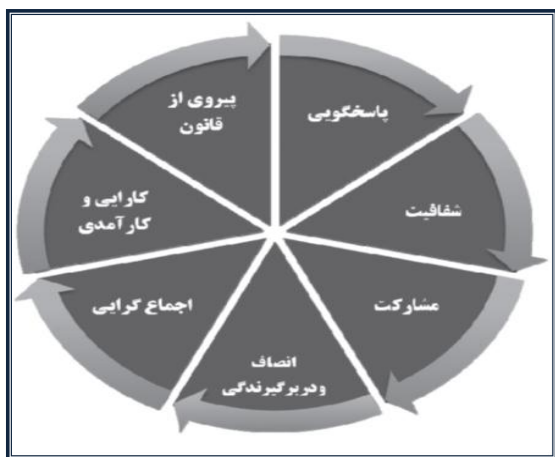 پاسخگویی
شفافیت
مشارکت
انصاف
ودربرگیرندگی
اجماع گرایی
کارایی و
کارآمدی
پیروی از
قانون